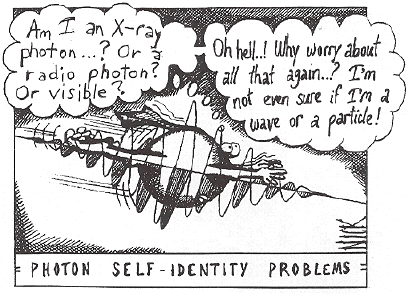 Am I an X-ray
photon...? Or a
radio photon?
Or visible?
Oh hell..! Why worry about
all that again...? I'm
not even sure if I'm a
wave or a particle!
= PHOTON SELF-IDENTITY PROBLEMS =